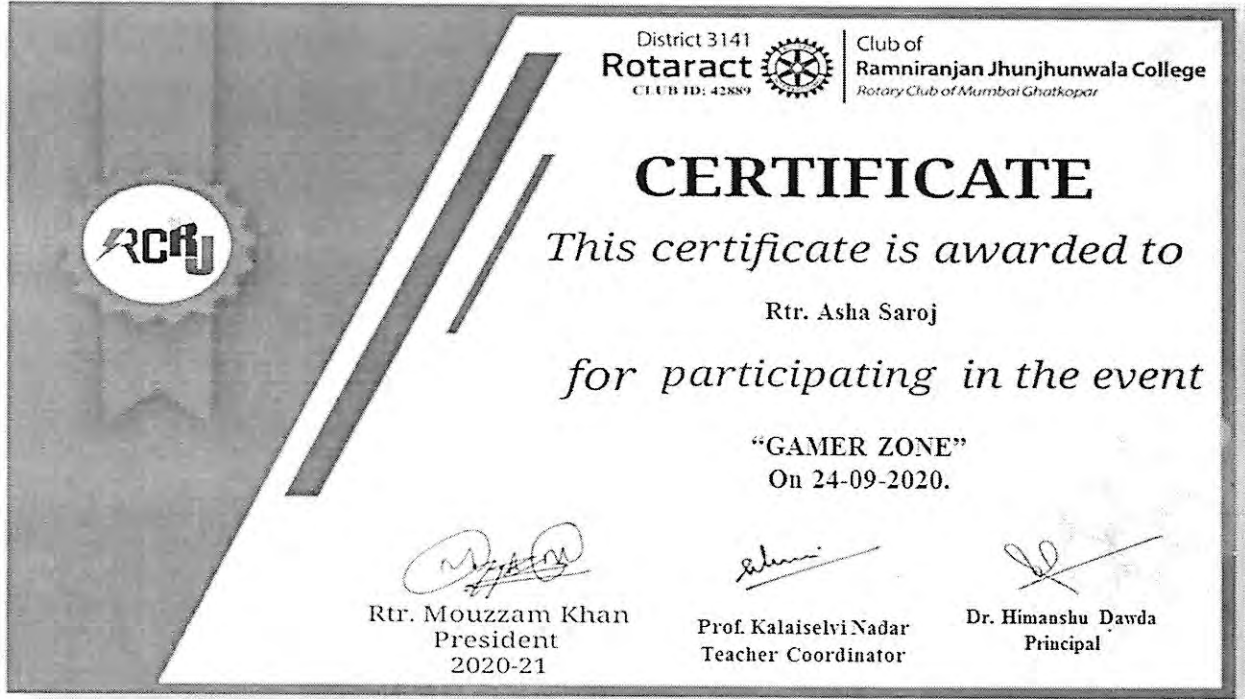 District 3141
Rotaract
CLUB ID: 42889
Club of
Ramniranjan Jhunjhunwala College
Rotary Club of Mumbai Ghatkopar
RCRJ
CERTIFICATE
This certificate is awarded to
Rtr. Asha Saroj
for participating in the event
“GAMER ZONE”
On 24-09-2020.
Rtr. Mouzzam Khan
President
2020-21
Prof. Kalaiselvi Nadar
Teacher Coordinator
Dr. Himanshu Dawda
Principal